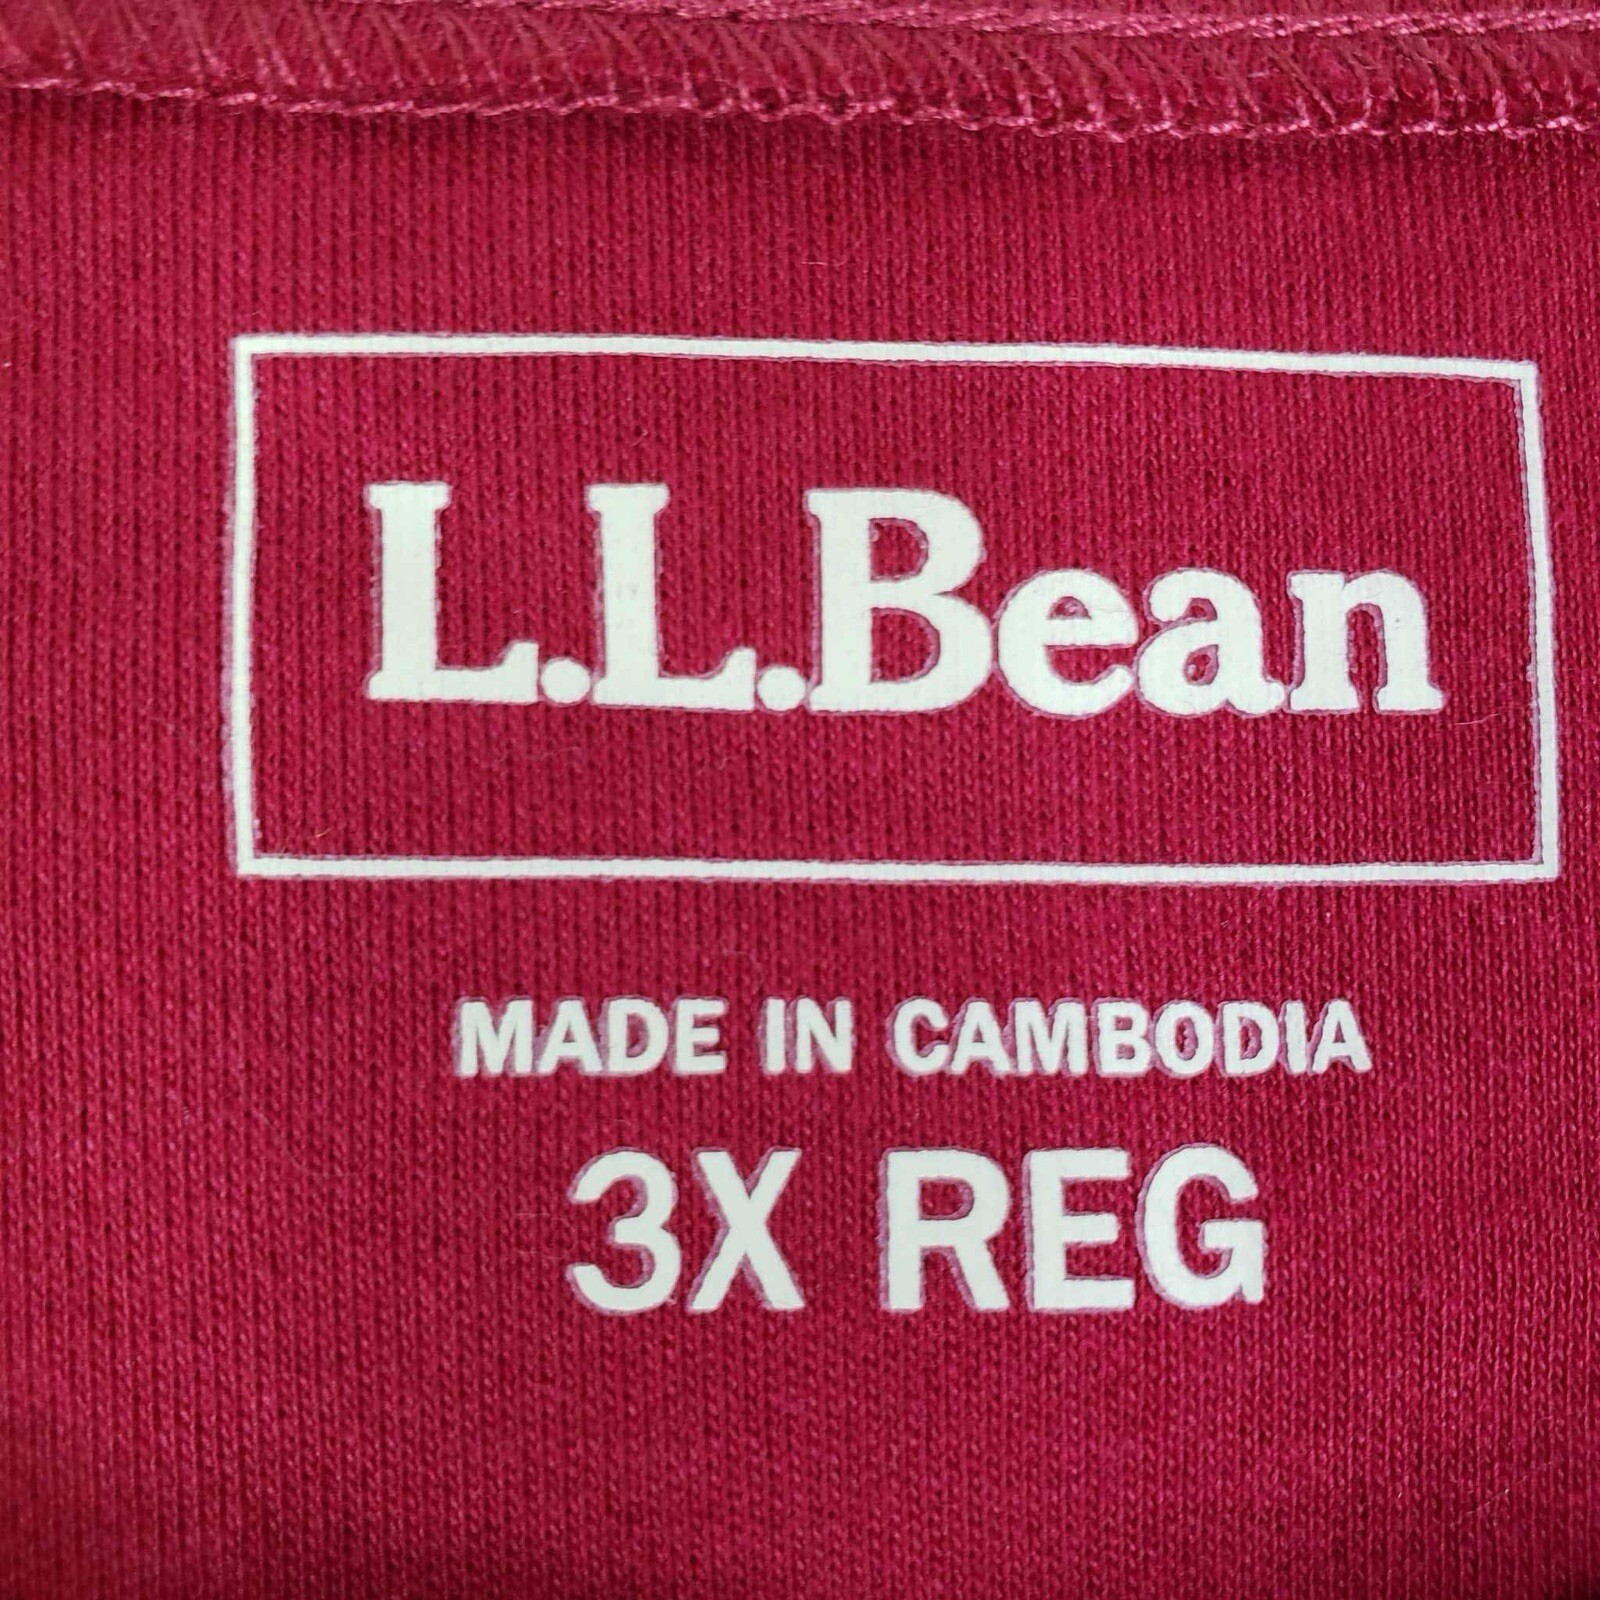 L.L.Bean
MADE IN CAMBODIA
3X REG